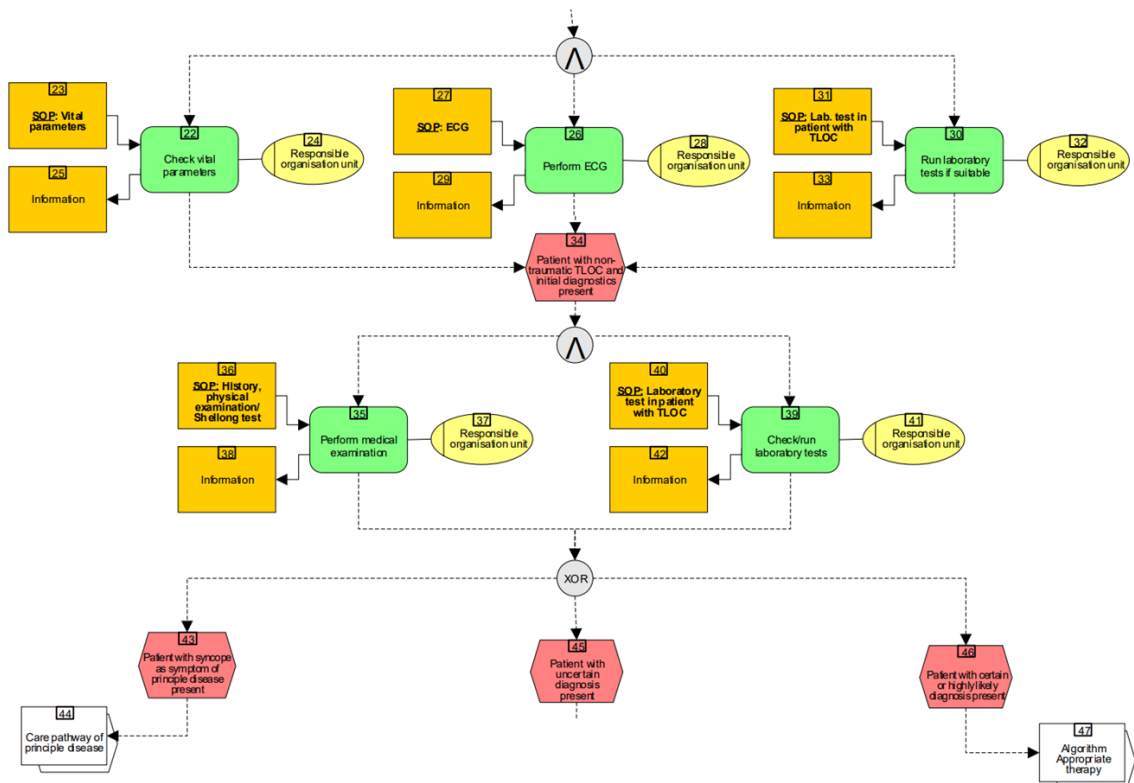 Λ
23
SOP: Vital
parameters
22
Check vital
parameters
24
Responsible
organisation unit
25
Information
27
SOP: ECG
26
Perform ECG
28
Responsible
organisation unit
29
Information
31
SOP: Lab. test in
patient with
TLOC
30
Run laboratory
tests if suitable
32
Responsible
organisation unit
33
Information
34
Patient with non-
traumatic TLOC and
initial diagnostics
present
Λ
36
SOP: History,
physical examination/
Shellong test
35
Perform medical
examination
37
Responsible
organisation unit
38
Information
40
SOP: Laboratory
test in patient
with TLOC
39
Check/run
laboratory tests
41
Responsible
organisation unit
42
Information
XOR
43
Patient with syncope
as symptom of
principle disease
present
45
Patient with
uncertain
diagnosis
present
46
Patient with certain
or highly likely
diagnosis present
44
Care pathway of
principle disease
47
Algorithm
Appropriate
therapy